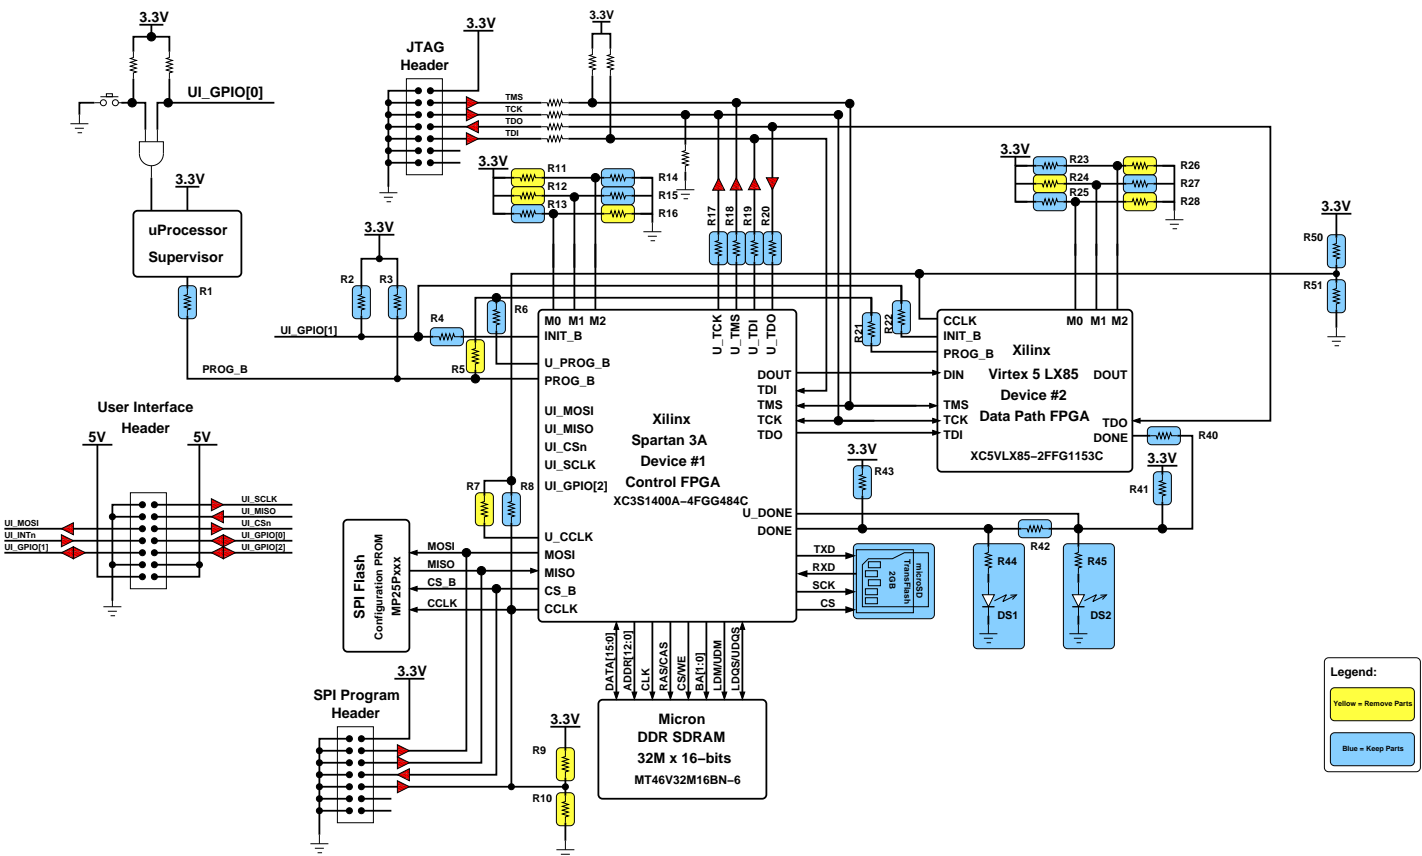 3.3V
UI_GPIO[0]
3.3V
uProcessor
Supervisor
R1
3.3V
R2
R3
UI_GPIO[1]
R4
R5
R6
PROG_B
JTAG
Header
3.3V
3.3V
TMS
TCK
TDO
TDI
3.3V
R11
R12
R13
R14
R15
R16
R17
R18
R19
R20
3.3V
R23
R24
R25
R26
R27
R28
3.3V
R50
R51
R21
R22
M0
M1
M2
INIT_B
U_PROG_B
PROG_B
UI_MOSI
UI_MISO
UI_CSn
UI_SCLK
UI_GPIO[2]
U_CCLK
MOSI
MISO
CS_B
CCLK
U_TCK
U_TMS
U_TDI
U_TDO
DOUT
TDI
TMS
TCK
TDO
U_DONE
DONE
TXD
RXD
SCK
CS
Xilinx
Spartan 3A
Device #1
Control FPGA
XC3S1400A-4FGG484C
CCLK
INIT_B
PROG_B
DIN
TMS
TCK
TDI
M0
M1
M2
DOUT
TDO
DONE
Xilinx
Virtex 5 LX85
Device #2
Data Path FPGA
XC5VLX85-2FFG1153C
R40
3.3V
R41
3.3V
R43
R42
R44
DS1
R45
DS2
microSD
TransFlash
2GB
User Interface
Header
5V
5V
UI_SCLK
UI_MISO
UI_CSn
UI_GPIO[0]
UI_GPIO[2]
UI_MOSI
UI_INTn
UI_GPIO[1]
R7
R8
SPI Flash
Configuration PROM
MP25Pxxx
MOSI
MISO
CS_B
CCLK
SPI Program
Header
3.3V
3.3V
R9
R10
DATA[15:0]
ADDR[12:0]
CLK
RAS/CAS
CS/WE
BA[1:0]
LDM/UDM
LDQS/UDQS
Micron
DDR SDRAM
32M x 16-bits
MT46V32M16BN-6
Legend:
Yellow = Remove Parts
Blue = Keep Parts